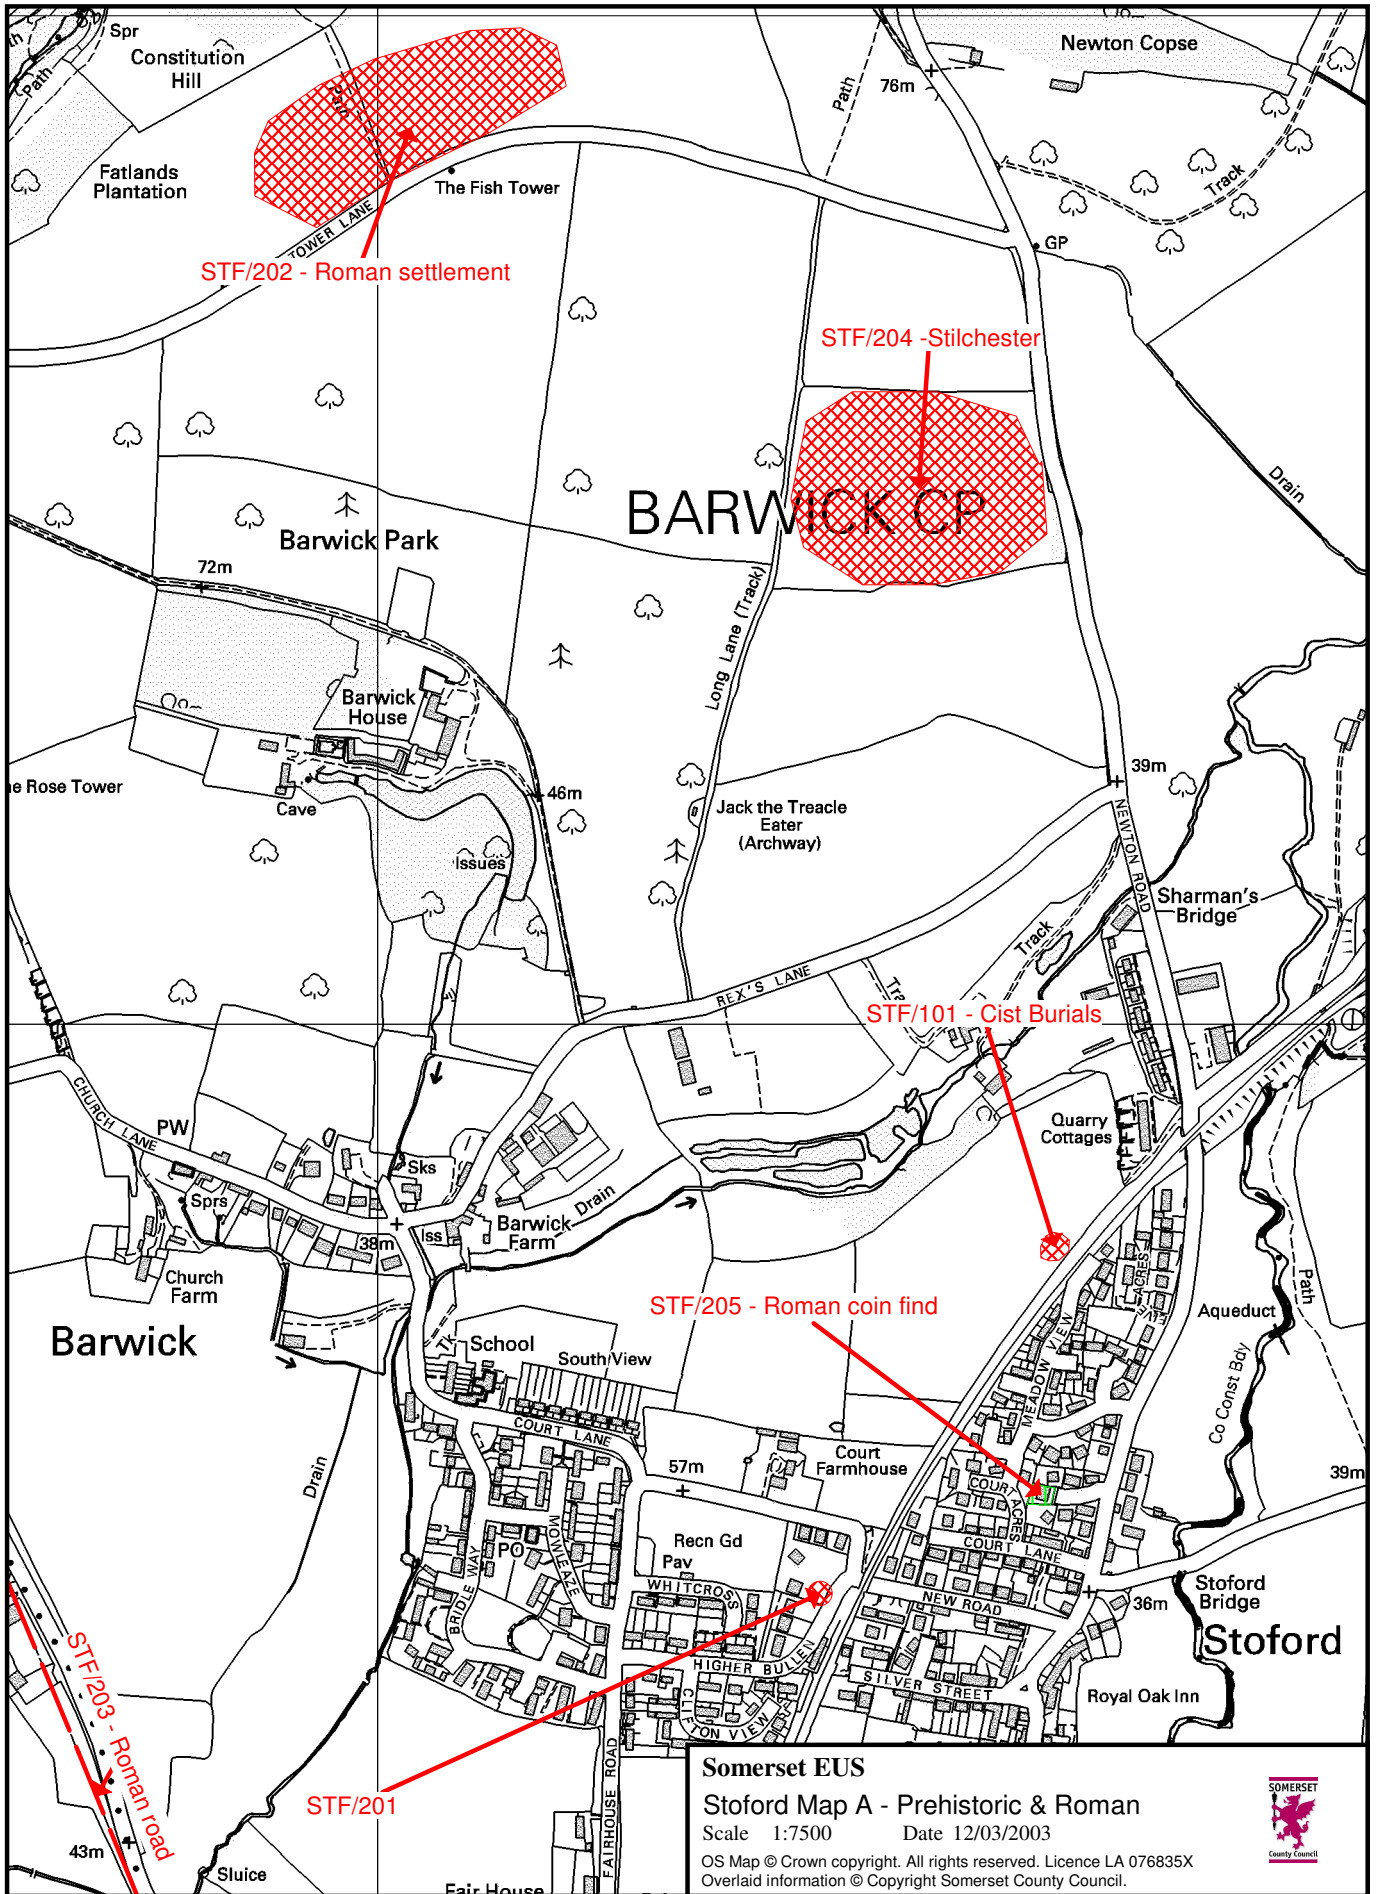 Spr
Constitution
Hill
Path
Path
Fatlands
Plantation
The Fish Tower
TOWER LANE
STF/202 - Roman settlement
Path
76m
Newton Copse
Track
GP
STF/204 -Stilchester
Drain
BARWICK CP
Barwick Park
72m
Long Lane (Track)
Barwick
House
e Rose Tower
Cave
46m
Issues
Jack the Treacle
Eater
(Archway)
39m
NEWTON ROAD
Sharman's
Bridge
Track
Tra
REX'S LANE
STF/101 - Cist Burials
CHURCH LANE
PW
Sks
Sprs
38m
Iss
Barwick
Farm
Drain
Quarry
Cottages
Church
Farm
Barwick
STF/205 - Roman coin find
FIVE ACRES
MEADOW VIEW
Aqueduct
Path
Co Const Bdy
Tk
School
South View
COURT LANE
Drain
57m
Court
Farmhouse
COURT ACRES
39m
Recn Gd
Pav
PO
MOWLEAZE
BRIDLE WAY
WHITCROSS
COURT LANE
NEW ROAD
36m
Stoford
Bridge
Stoford
HIGHER BULLEN
SILVER STREET
CLIFTON VIEW
Royal Oak Inn
STF/203 - Roman road
STF/201
FAIRHOUSE ROAD
43m
Sluice
Fair House
Somerset EUS
Stoford Map A - Prehistoric & Roman
Scale 1:7500 Date 12/03/2003
OS Map © Crown copyright. All rights reserved. Licence LA 076835X
Overlaid information © Copyright Somerset County Council.
SOMERSET
County Council